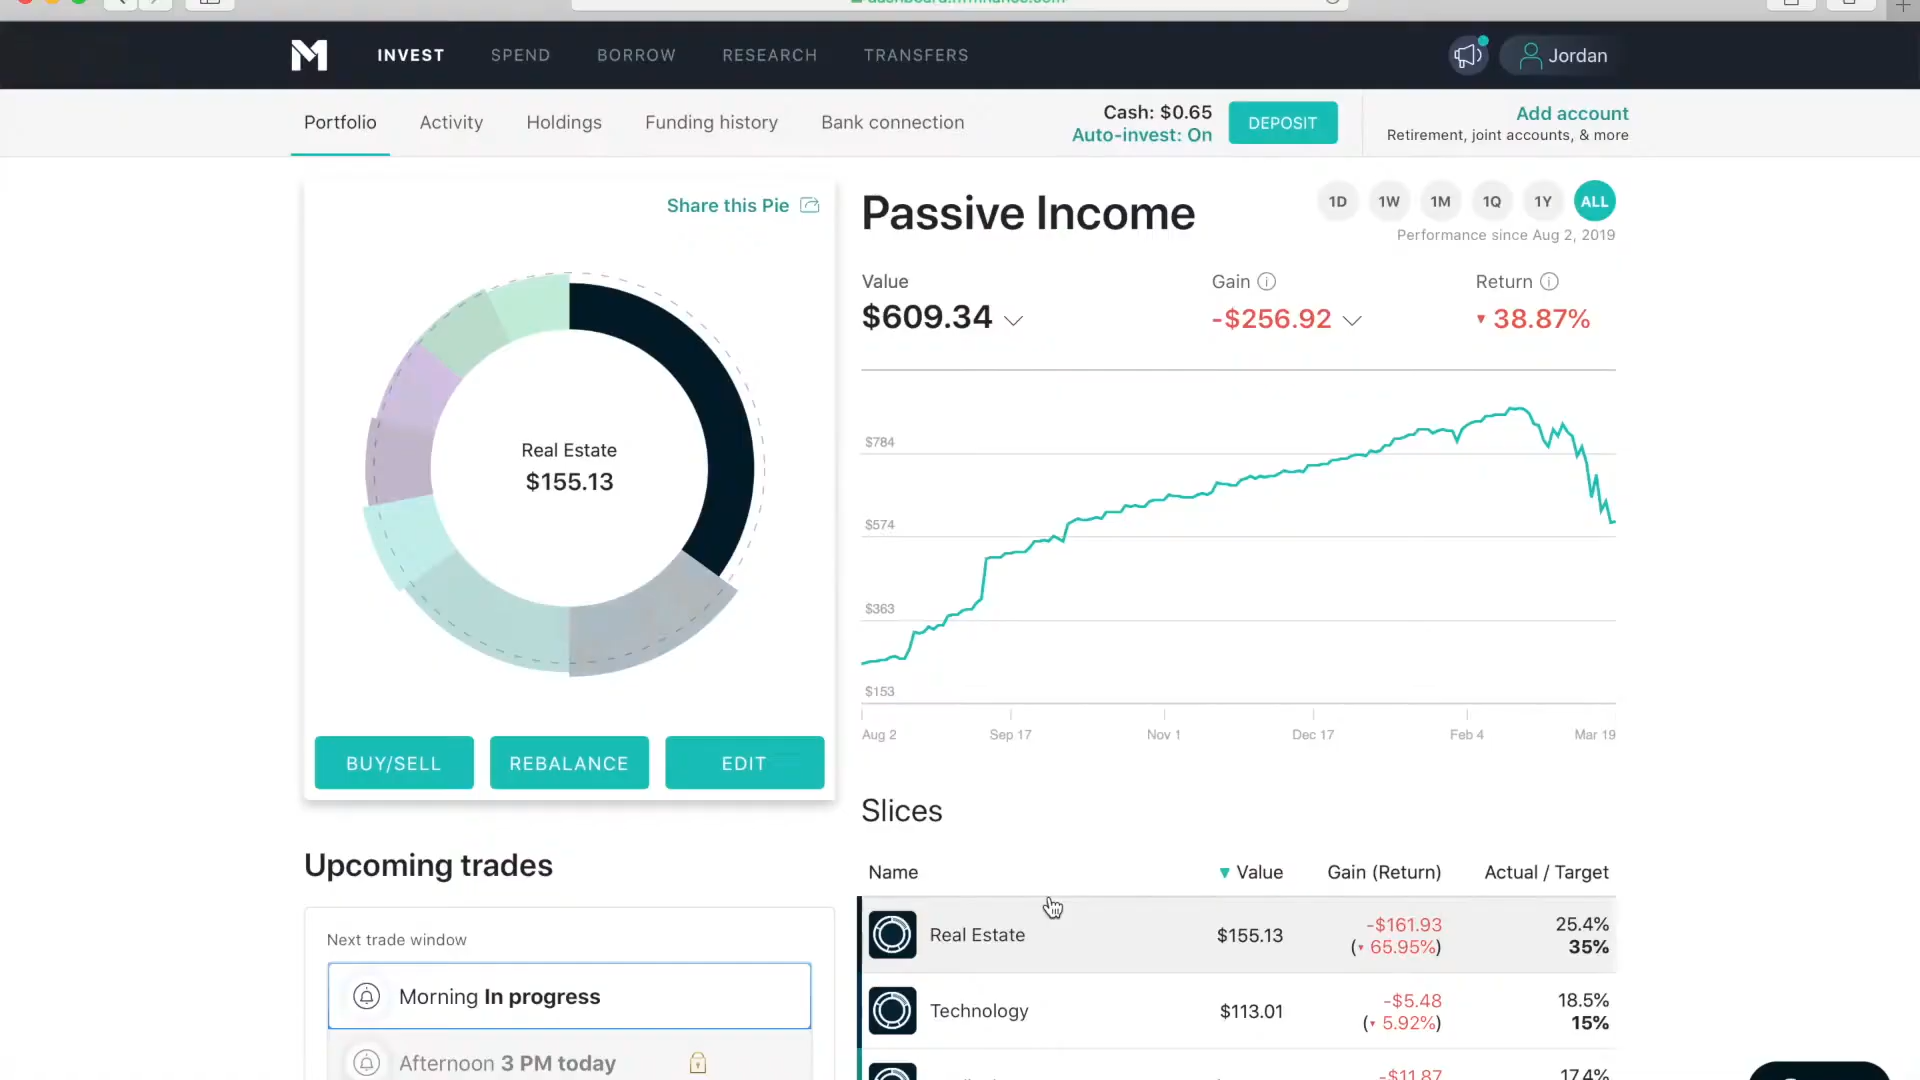 INVEST SPEND BORROW RESEARCH TRANSFERS Jordan
Portfolio Activity Holdings Funding history Bank connection
Cash: $0.65
Auto-invest: On
DEPOSIT
Add account
Retirement, joint accounts, & more
Share this Pie
Real Estate
$155.13
BUY/SELL REBALANCE EDIT
Passive Income
1D 1W 1M 1Q 1Y ALL
Performance since Aug 2, 2019
Value Gain Return
$609.34 -$256.92 ▼ 38.87%
$784
$574
$363
$153
Aug 2 Sep 17 Nov 1 Dec 17 Feb 4 Mar 19
Upcoming trades
Next trade window
Morning In progress
Afternoon 3 PM today
Slices
Name ▼ Value Gain (Return) Actual / Target
Real Estate $155.13 -$161.93 25.4%
(▼ 65.95%) 35%
Technology $113.01 -$5.48 18.5%
(▼ 5.92%) 15%
-$11.87 17.4%